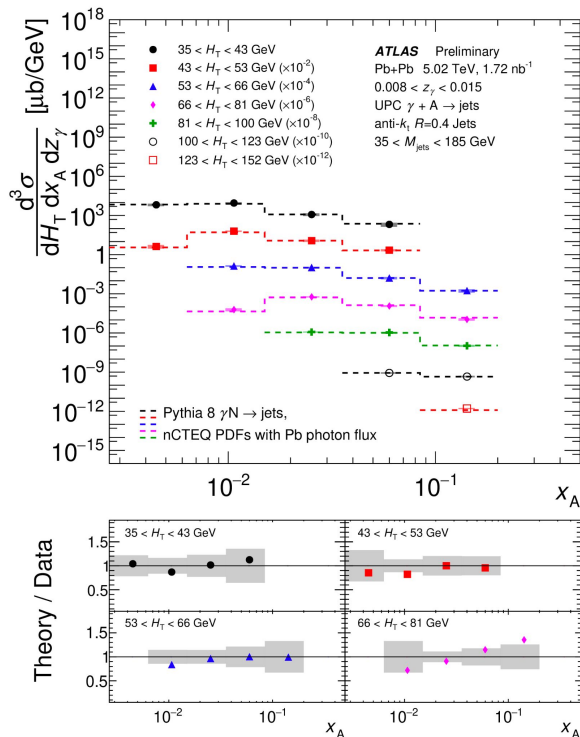 10^18
10^15
10^12
10^9
10^6
10^3
1
10^−3
10^−6
10^−9
10^−12
10^−15
d^3 σ / dH_T dx_A dz_γ [μb/GeV]
35 < H_T < 43 GeV
43 < H_T < 53 GeV (×10^-2)
53 < H_T < 66 GeV (×10^-4)
66 < H_T < 81 GeV (×10^-6)
81 < H_T < 100 GeV (×10^-8)
100 < H_T < 123 GeV (×10^-10)
123 < H_T < 152 GeV (×10^-12)
ATLAS Preliminary
Pb+Pb 5.02 TeV, 1.72 nb^-1
0.008 < z_γ < 0.015
UPC γ + A → jets
anti-k_t R=0.4 Jets
35 < M_jets < 185 GeV
Pythia 8 γN → jets,
nCTEQ PDFs with Pb photon flux
10^−2 10^−1
x_A
Theory / Data
35 < H_T < 43 GeV
1.5
1
0.5
43 < H_T < 53 GeV
53 < H_T < 66 GeV
1.5
1
0.5
66 < H_T < 81 GeV
10^−2 10^−1
x_A
10^−2 10^−1
x_A